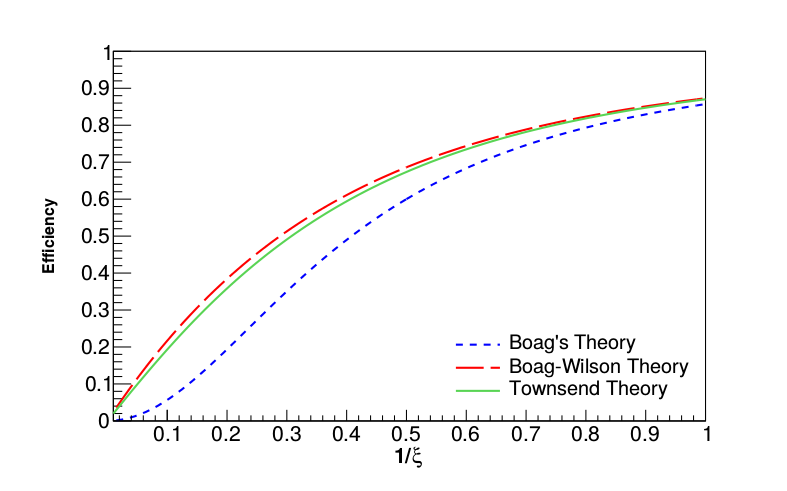 1
0.9
0.8
0.7
0.6
0.5
0.4
0.3
0.2
0.1
0
Efficiency
Boag's Theory
Boag-Wilson Theory
Townsend Theory
0.1 0.2 0.3 0.4 0.5 0.6 0.7 0.8 0.9 1
1/ξ